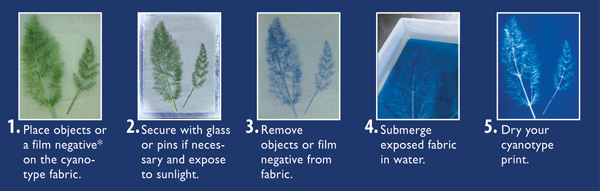 1. Place objects or
a film negative*
on the cyano-
type fabric.
2. Secure with glass
or pins if neces-
sary and expose
to sunlight.
3. Remove
objects or film
negative from
fabric.
4. Submerge
exposed fabric
in water.
5. Dry your
cyanotype
print.